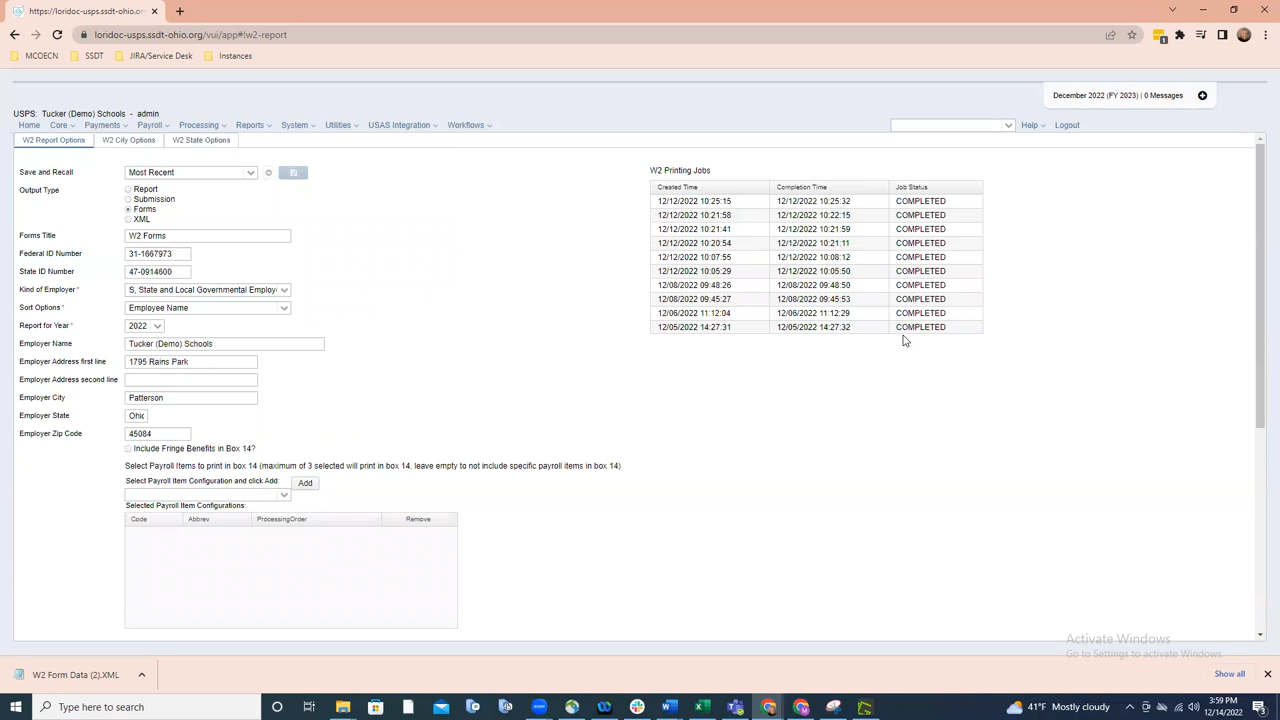 https://loridoc-usps.ssdt-ohio.or
loridoc-usps.ssdt-ohio.org/vui/app#!w2-report
MCOECN SSDT JIRA/Service Desk Instances
December 2022 (FY 2023) | 0 Messages
USPS: Tucker (Demo) Schools - admin
Home Core Payments Payroll Processing Reports System Utilities USAS Integration Workflows Help Logout
W2 Report Options W2 City Options W2 State Options
Save and Recall Most Recent
Output Type
Report
Submission
Forms
XML
Forms Title W2 Forms
Federal ID Number 31-1667973
State ID Number 47-0914600
Kind of Employer * S, State and Local Governmental Employ
Sort Options * Employee Name
Report for Year * 2022
Employer Name Tucker (Demo) Schools
Employer Address first line 1795 Rains Park
Employer Address second line
Employer City Patterson
Employer State Ohio
Employer Zip Code 45084
Include Fringe Benefits in Box 14?
Select Payroll Items to print in box 14 (maximum of 3 selected will print in box 14, leave empty to not include specific payroll items in box 14)
Select Payroll Item Configuration and click Add: Add
Selected Payroll Item Configurations:
Code Abbrev ProcessingOrder Remove
W2 Printing Jobs
Created Time Completion Time Job Status
12/12/2022 10:25:15 12/12/2022 10:25:32 COMPLETED
12/12/2022 10:21:58 12/12/2022 10:22:15 COMPLETED
12/12/2022 10:21:41 12/12/2022 10:21:59 COMPLETED
12/12/2022 10:20:54 12/12/2022 10:21:11 COMPLETED
12/12/2022 10:07:55 12/12/2022 10:08:12 COMPLETED
12/12/2022 10:05:29 12/12/2022 10:05:50 COMPLETED
12/08/2022 09:48:26 12/08/2022 09:48:50 COMPLETED
12/08/2022 09:45:27 12/08/2022 09:45:53 COMPLETED
12/06/2022 11:12:04 12/06/2022 11:12:29 COMPLETED
12/05/2022 14:27:31 12/05/2022 14:27:32 COMPLETED
Activate Windows
Go to Settings to activate Windows.
W2 Form Data (2).XML
Show all
Type here to search
41°F Mostly cloudy
3:59 PM
12/14/2022